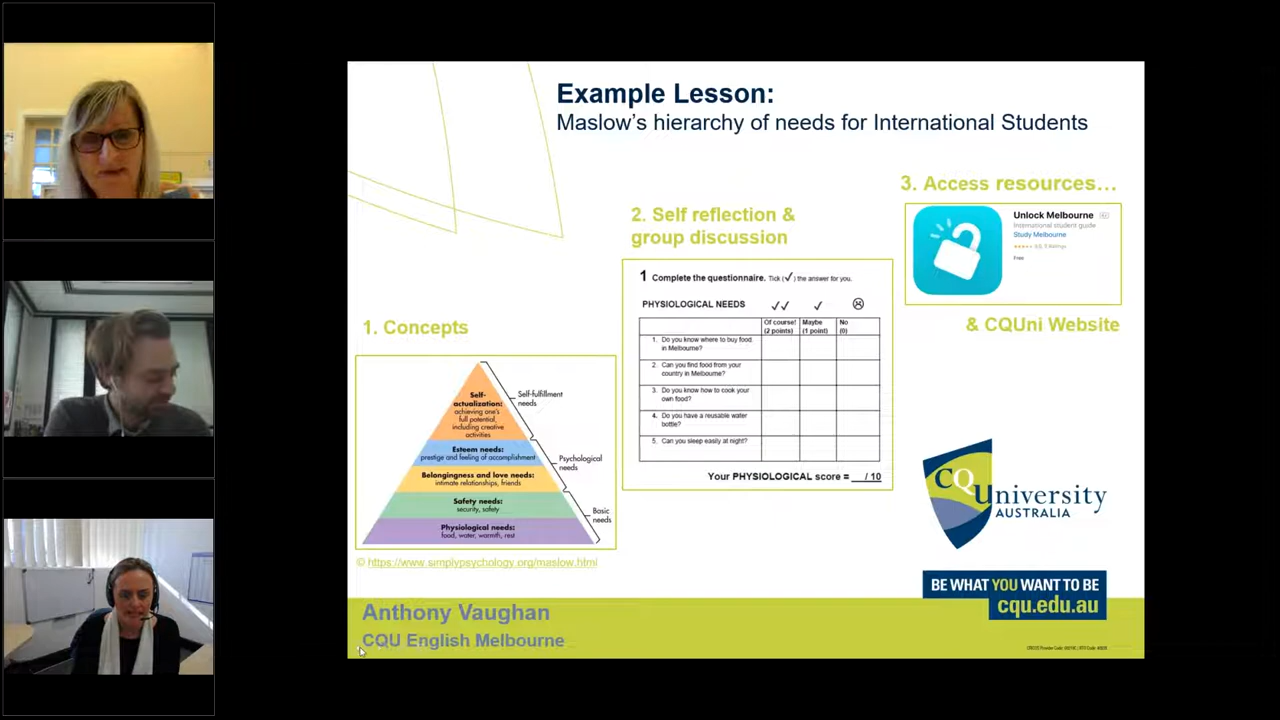 Example Lesson:
Maslow's hierarchy of needs for International Students
1. Concepts
Self-
actualization:
achieving one's
full potential,
including creative
activities
Esteem needs:
prestige and feeling of accomplishment
Belongingness and love needs:
intimate relationships, friends
Safety needs:
security, safety
Physiological needs:
food, water, warmth, rest
Self-fulfillment
needs
Psychological
needs
Basic
needs
© https://www.simplypsychology.org/maslow.html
2. Self reflection &
group discussion
1 Complete the questionnaire. Tick (✓) the answer for you.
PHYSIOLOGICAL NEEDS ✓✓ ✓ ☹
Of course! Maybe No
(2 points) (1 point) (0)
1. Do you know where to buy food
in Melbourne?
2. Can you find food from your
country in Melbourne?
3. Do you know how to cook your
own food?
4. Do you have a reusable water
bottle?
5. Can you sleep easily at night?
Your PHYSIOLOGICAL score = __/ 10
3. Access resources…
Unlock Melbourne
International student guide
Study Melbourne
Free
& CQUni Website
CQUniversity
AUSTRALIA
BE WHAT YOU WANT TO BE
cqu.edu.au
Anthony Vaughan
CQU English Melbourne